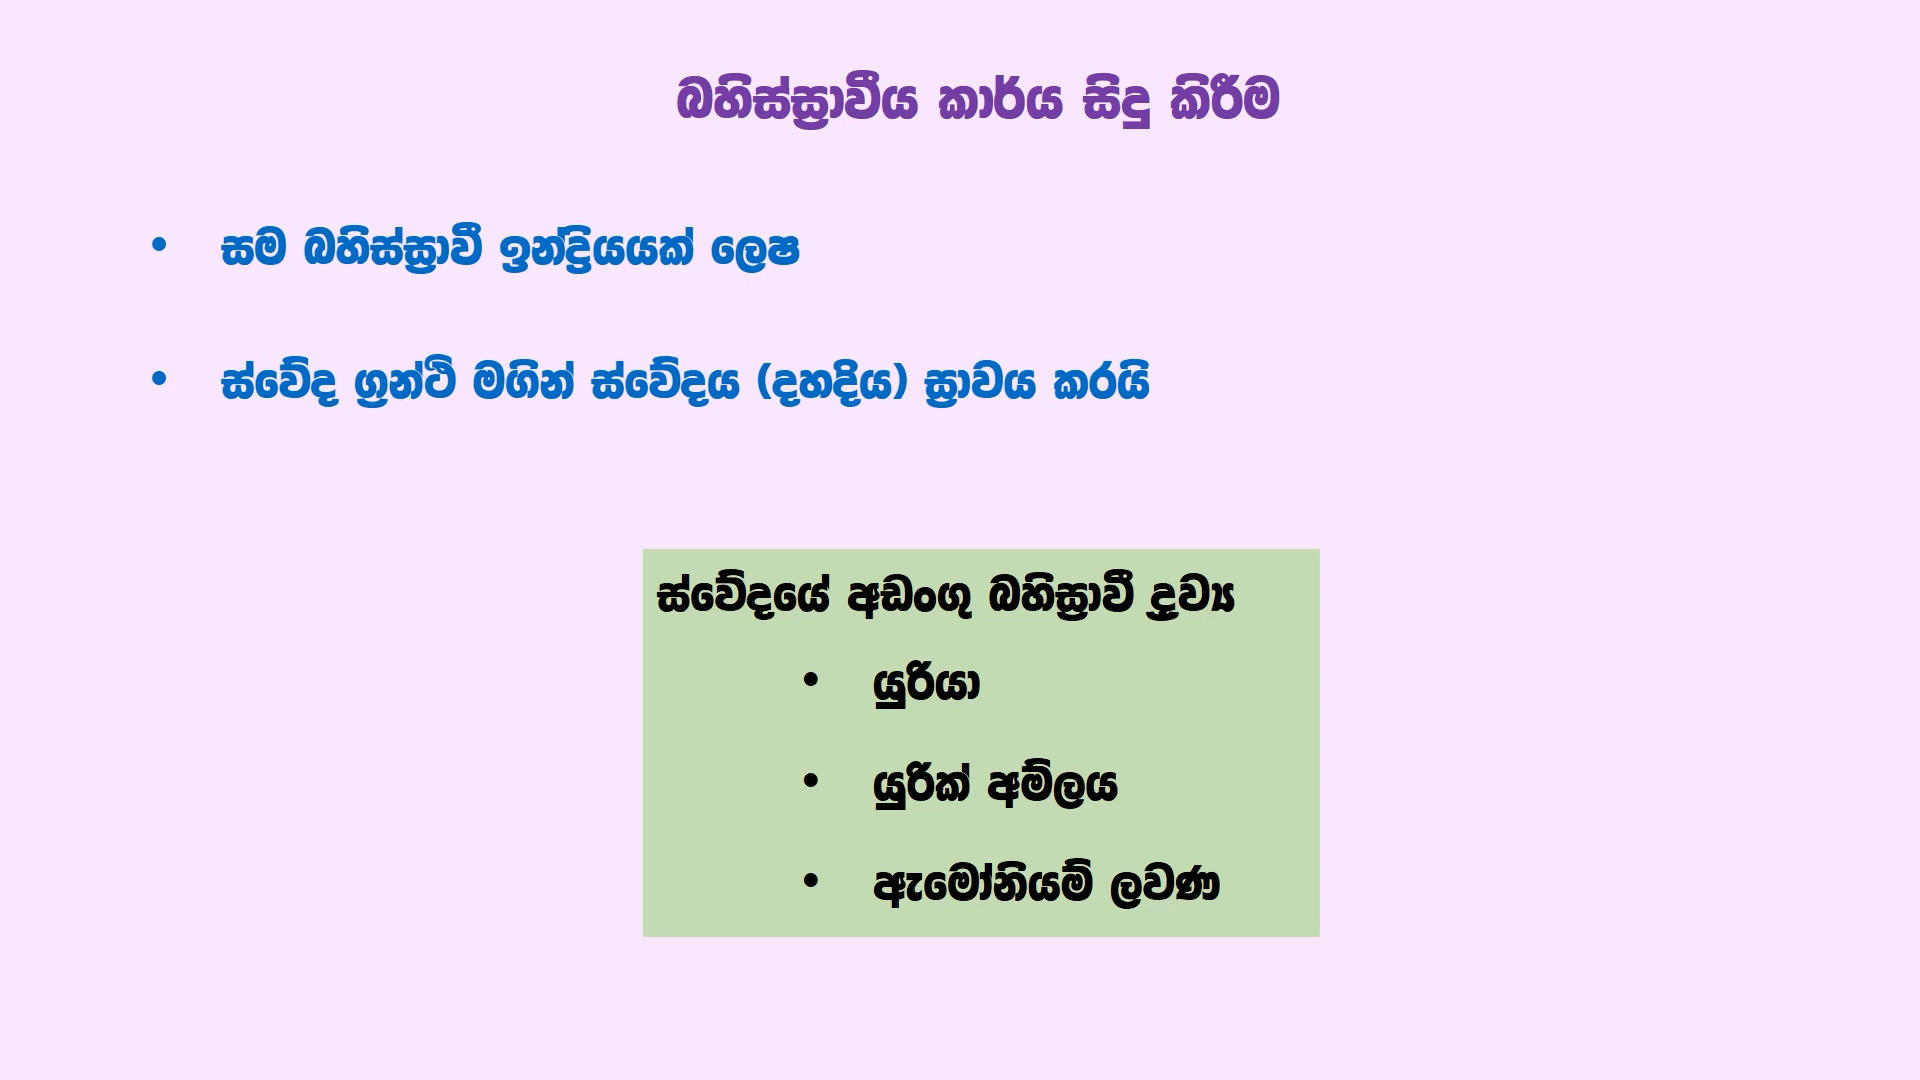 බහිස්ස්‍රාවීය කාර්ය සිදු කිරීම
• සම බහිස්ස්‍රාවී ඉන්ද්‍රියයක් ලෙෂ
• ස්වේද ග්‍රන්ථි මගින් ස්වේදය (දහදිය) ස්‍රාවය කරයි
ස්වේදයේ අඩංගු බහිස්‍රාවී ද්‍රව්‍ය
• යුරියා
• යුරික් අම්ලය
• ඇමෝනියම් ලවණ